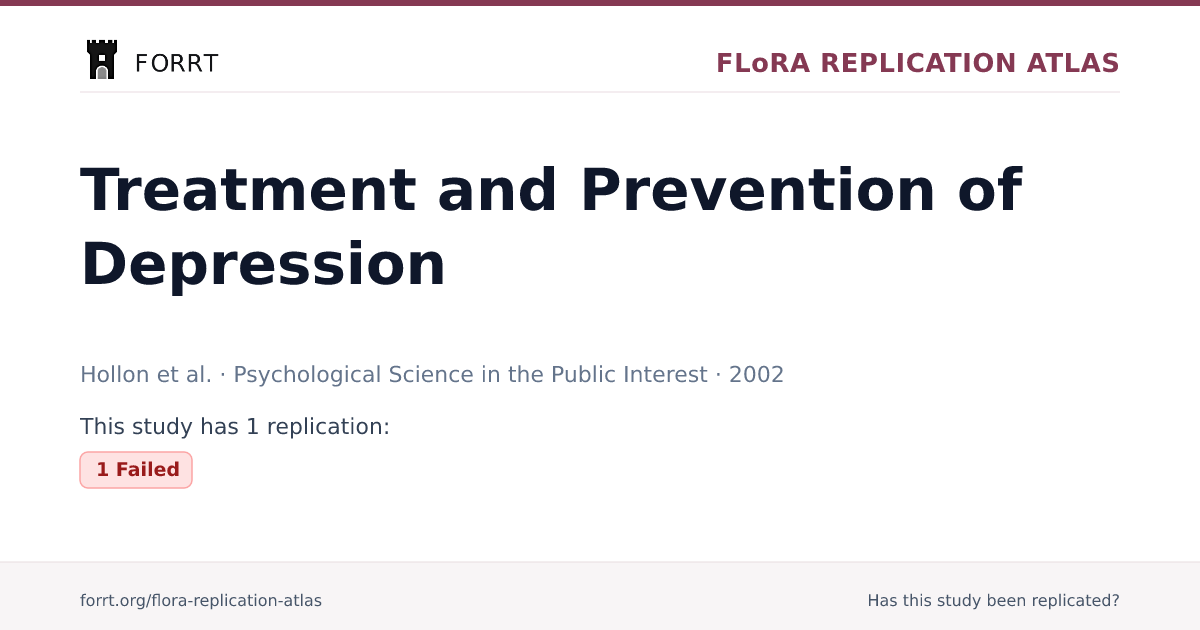 FORRT
FLoRA REPLICATION ATLAS
Treatment and Prevention of
Depression
Hollon et al. · Psychological Science in the Public Interest · 2002
This study has 1 replication:
1 Failed
forrt.org/flora-replication-atlas
Has this study been replicated?